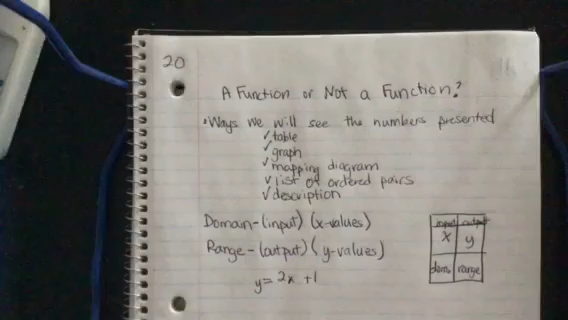 20
A Function or Not a Function?
•Ways we will see the numbers presented
✓table
✓graph
✓mapping diagram
✓list of ordered pairs
✓description
Domain-(input) (x-values)
Range-(output)(y-values)
y=2x+1
input output
x y
dom. range